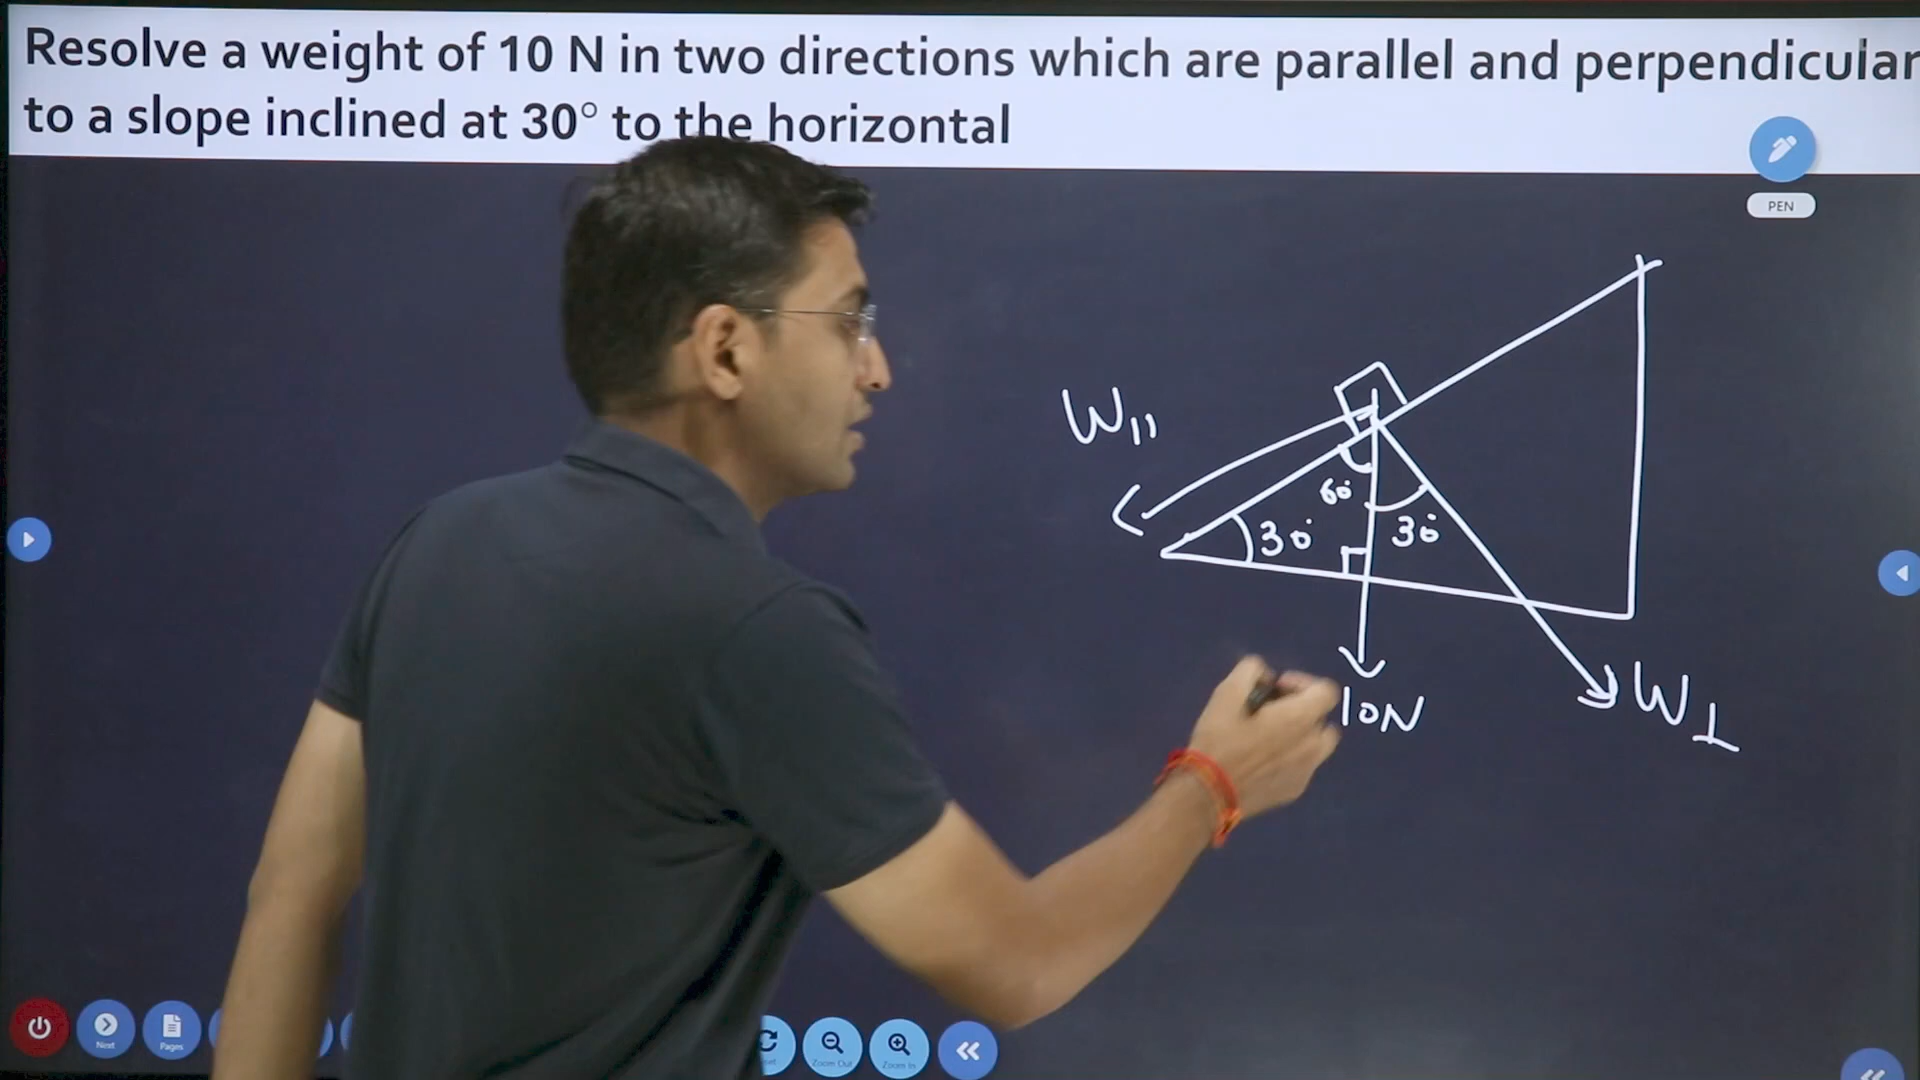 Resolve a weight of 10 N in two directions which are parallel and perpendicular
to a slope inclined at 30° to the horizontal
PEN
W||
60°
30°
30°
10N
W⊥
Next
Pages
Zoom Out
Zoom In